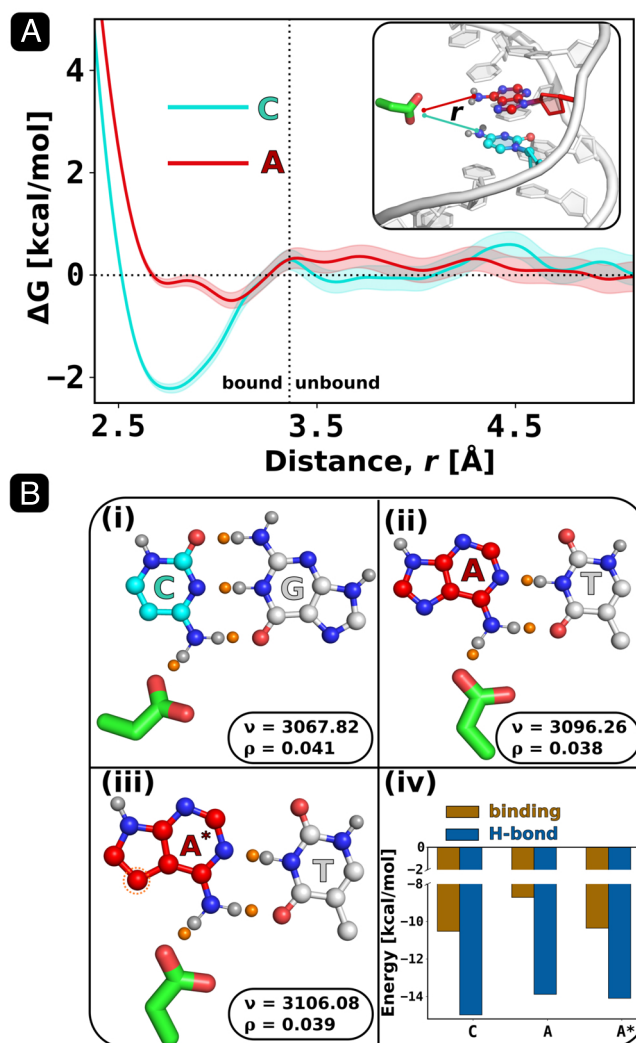 A
ΔG [kcal/mol]
4
2
0
−2
C
A
r
bound
unbound
2.5
3.5
4.5
Distance, r [Å]
B
(i)
C
G
ν = 3067.82
ρ = 0.041
(ii)
A
T
ν = 3096.26
ρ = 0.038
(iii)
A*
T
ν = 3106.08
ρ = 0.039
(iv)
binding
H-bond
Energy [kcal/mol]
0
−2
−8
−10
−12
−14
C
A
A*